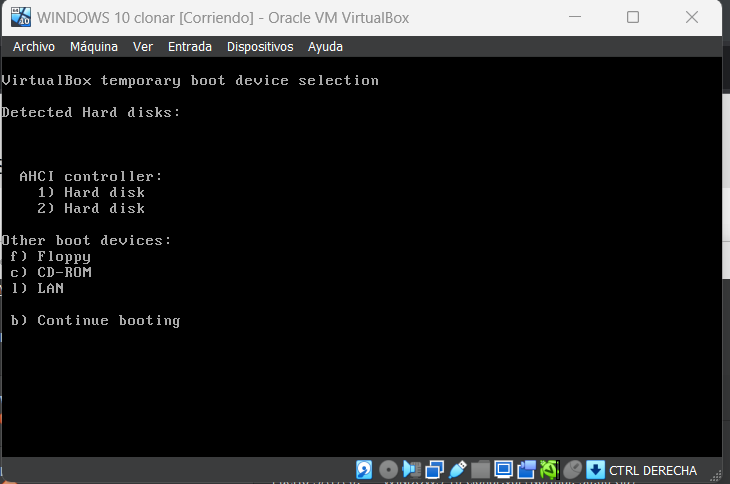 WINDOWS 10 clonar [Corriendo] - Oracle VM VirtualBox
Archivo Máquina Ver Entrada Dispositivos Ayuda
VirtualBox temporary boot device selection
Detected Hard disks:
AHCI controller:
1) Hard disk
2) Hard disk
Other boot devices:
f) Floppy
c) CD-ROM
l) LAN
b) Continue booting
CTRL DERECHA